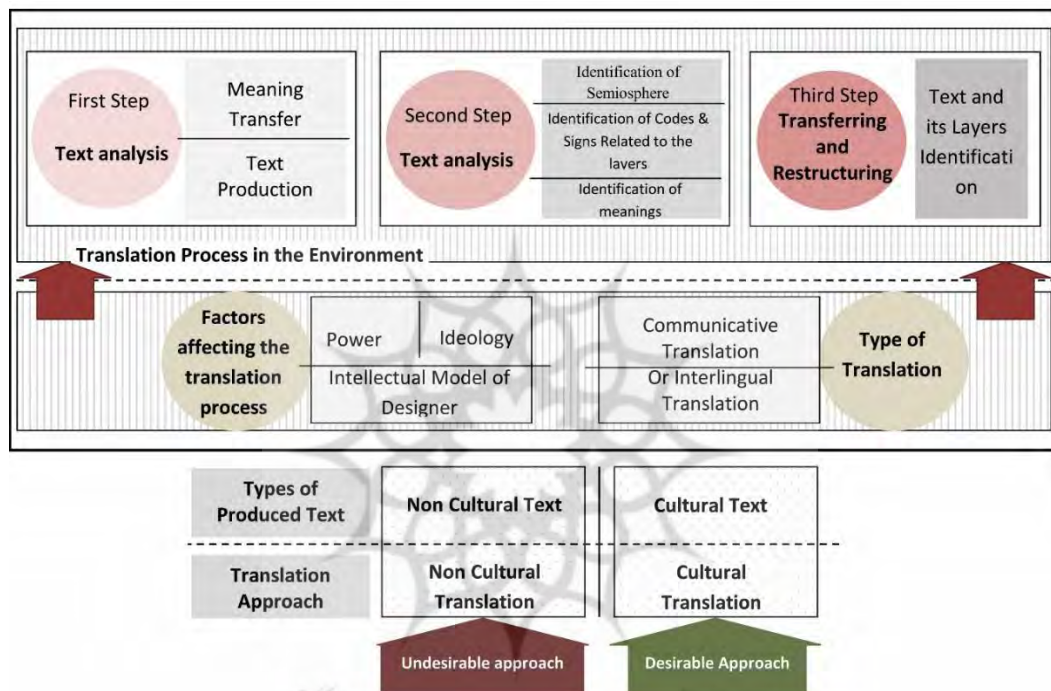 First Step
Text analysis
Meaning
Transfer
Text
Production
Second Step
Text analysis
Identification of
Semiosphere
Identification of Codes &
Signs Related to the
layers
Identification of
meanings
Third Step
Transferring
and
Restructuring
Text and
its Layers
Identificati
on
Translation Process in the Environment
Factors
affecting the
translation
process
Power
Ideology
Intellectual Model of
Designer
Communicative
Translation
Or Interlingual
Translation
Type of
Translation
Types of
Produced Text
Non Cultural Text
Cultural Text
Translation
Approach
Non Cultural
Translation
Cultural
Translation
Undesirable approach
Desirable Approach